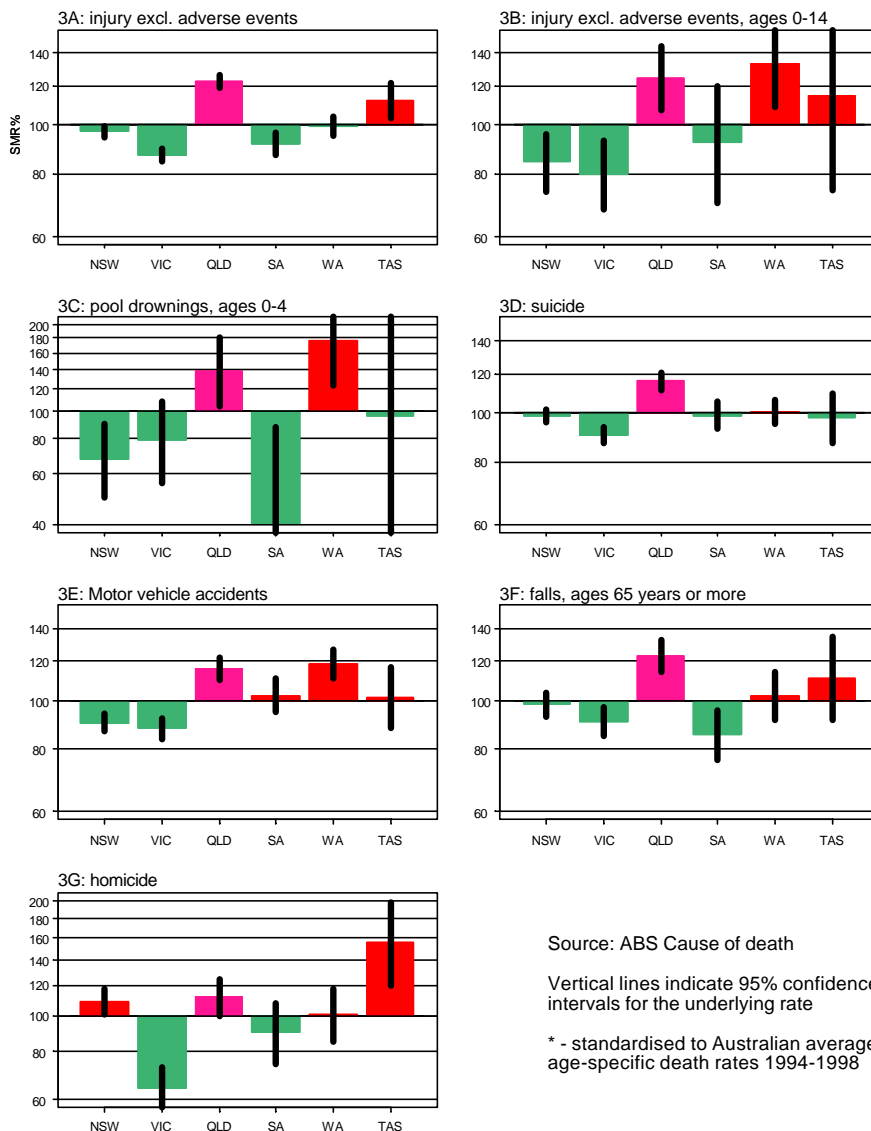 3A: injury excl. adverse events
SMR%
140
120
100
80
60
NSW VIC QLD SA WA TAS
3B: injury excl. adverse events, ages 0-14
140
120
100
80
60
NSW VIC QLD SA WA TAS
3C: pool drownings, ages 0-4
200
180
160
140
120
100
80
60
40
NSW VIC QLD SA WA TAS
3D: suicide
140
120
100
80
60
NSW VIC QLD SA WA TAS
3E: Motor vehicle accidents
140
120
100
80
60
NSW VIC QLD SA WA TAS
3F: falls, ages 65 years or more
140
120
100
80
60
NSW VIC QLD SA WA TAS
3G: homicide
200
180
160
140
120
100
80
60
NSW VIC QLD SA WA TAS
Source: ABS Cause of death
Vertical lines indicate 95% confidence
intervals for the underlying rate
* - standardised to Australian average
age-specific death rates 1994-1998